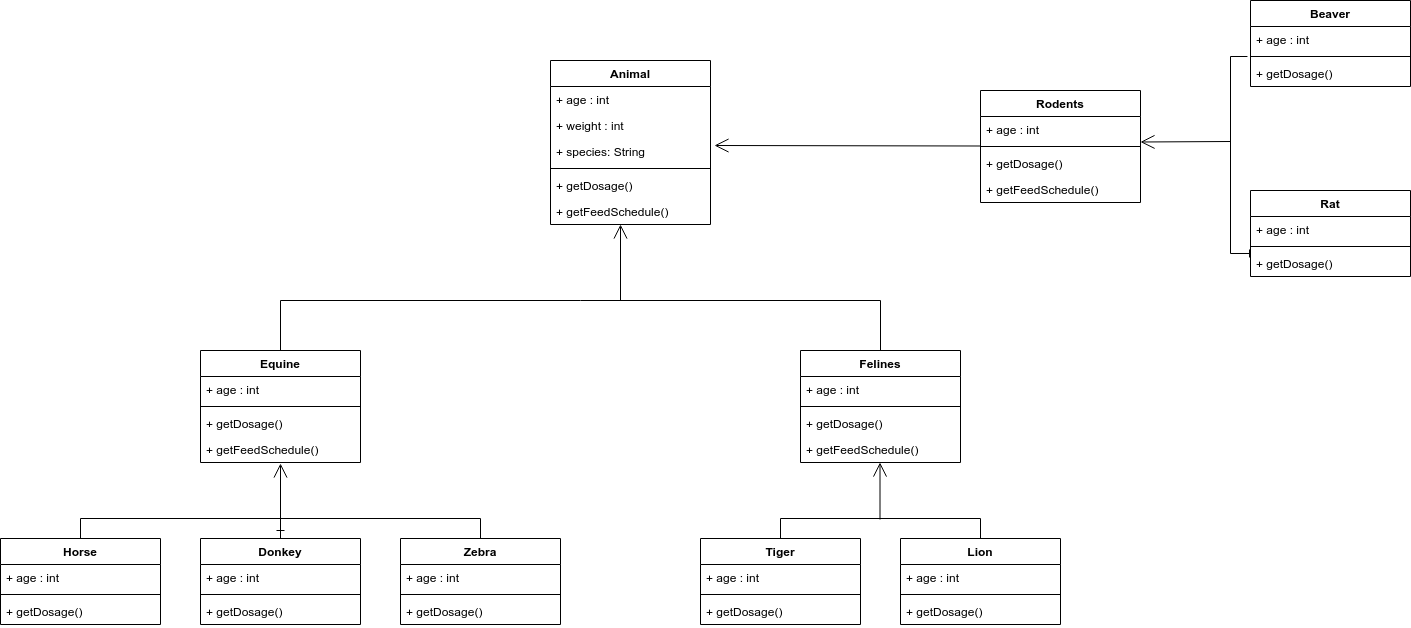 Beaver
+ age : int
+ getDosage()
Animal
+ age : int
+ weight : int
+ species: String
+ getDosage()
+ getFeedSchedule()
Rodents
+ age : int
+ getDosage()
+ getFeedSchedule()
Rat
+ age : int
+ getDosage()
Equine
+ age : int
+ getDosage()
+ getFeedSchedule()
Felines
+ age : int
+ getDosage()
+ getFeedSchedule()
Horse
+ age : int
+ getDosage()
Donkey
+ age : int
+ getDosage()
Zebra
+ age : int
+ getDosage()
Tiger
+ age : int
+ getDosage()
Lion
+ age : int
+ getDosage()